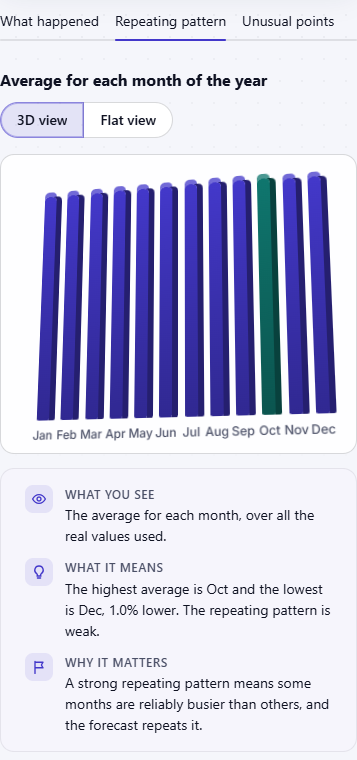 What happened Repeating pattern Unusual points
Average for each month of the year
3D view Flat view
Jan Feb Mar Apr May Jun Jul Aug Sep Oct Nov Dec
WHAT YOU SEE
The average for each month, over all the
real values used.
WHAT IT MEANS
The highest average is Oct and the lowest
is Dec, 1.0% lower. The repeating pattern is
weak.
WHY IT MATTERS
A strong repeating pattern means some
months are reliably busier than others, and
the forecast repeats it.